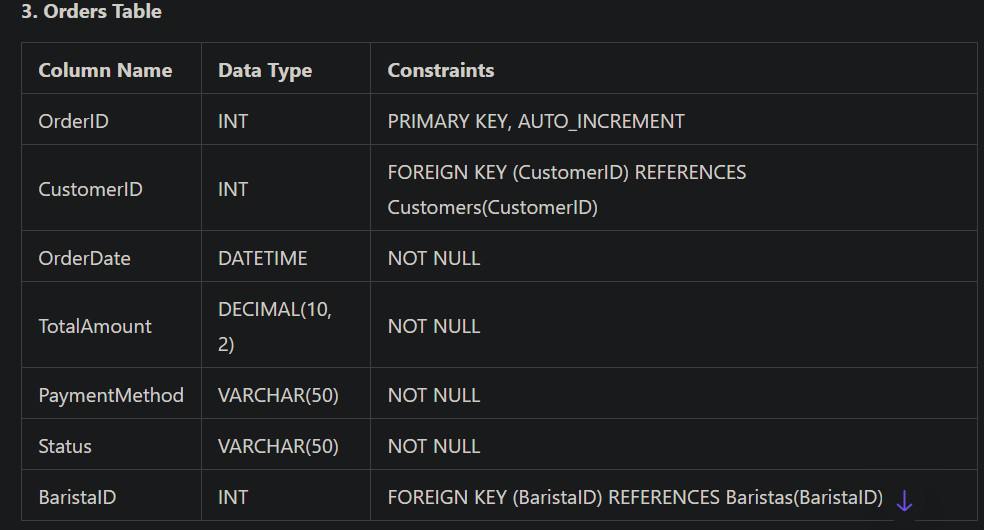 3. Orders Table
Column Name Data Type Constraints
OrderID INT PRIMARY KEY, AUTO_INCREMENT
CustomerID INT FOREIGN KEY (CustomerID) REFERENCES
Customers(CustomerID)
OrderDate DATETIME NOT NULL
TotalAmount DECIMAL(10,
2) NOT NULL
PaymentMethod VARCHAR(50) NOT NULL
Status VARCHAR(50) NOT NULL
BaristaID INT FOREIGN KEY (BaristaID) REFERENCES Baristas(BaristaID)